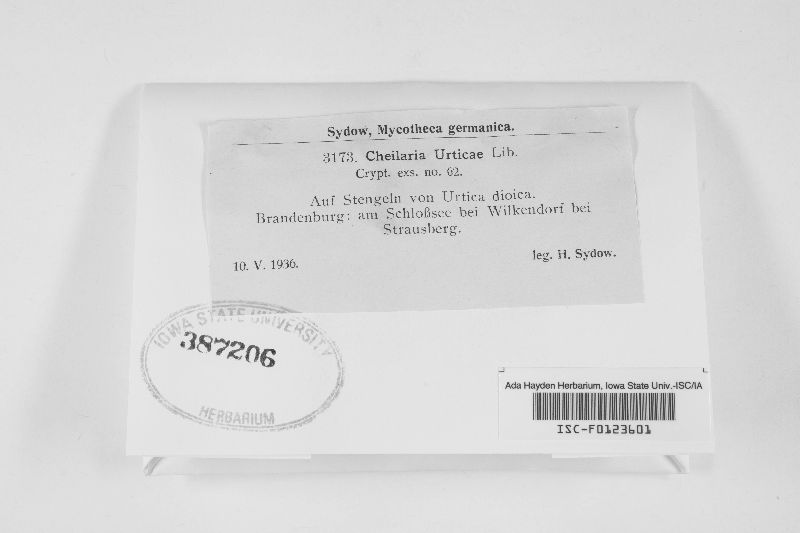 Sydow, Mycotheca germanica.
3173. Cheilaria Urticae Lib.
Crypt. exs. no. 62.
Auf Stengeln von Urtica dioica.
Brandenburg: am Schloßsee bei Wilkendorf bei
Strausberg.
10. V. 1936. leg. H. Sydow.
IOWA STATE UNIVERSITY
387206
HERBARIUM
Ada Hayden Herbarium, Iowa State Univ.-ISC/IA
ISC-F0123601